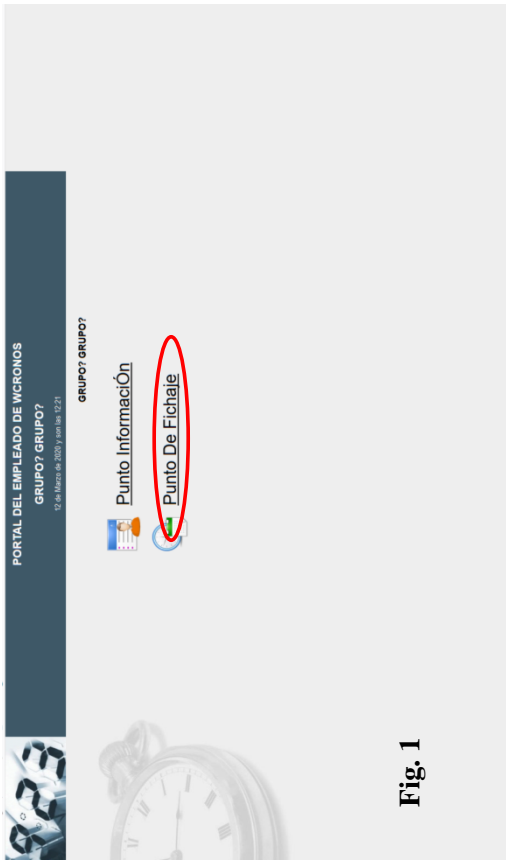 PORTAL DEL EMPLEADO DE WCRONOS
GRUPO? GRUPO?
12 de Marzo de 2020 y son las 12:21
GRUPO? GRUPO?
Punto InformaciÓn
Punto De Fichaje
Fig. 1